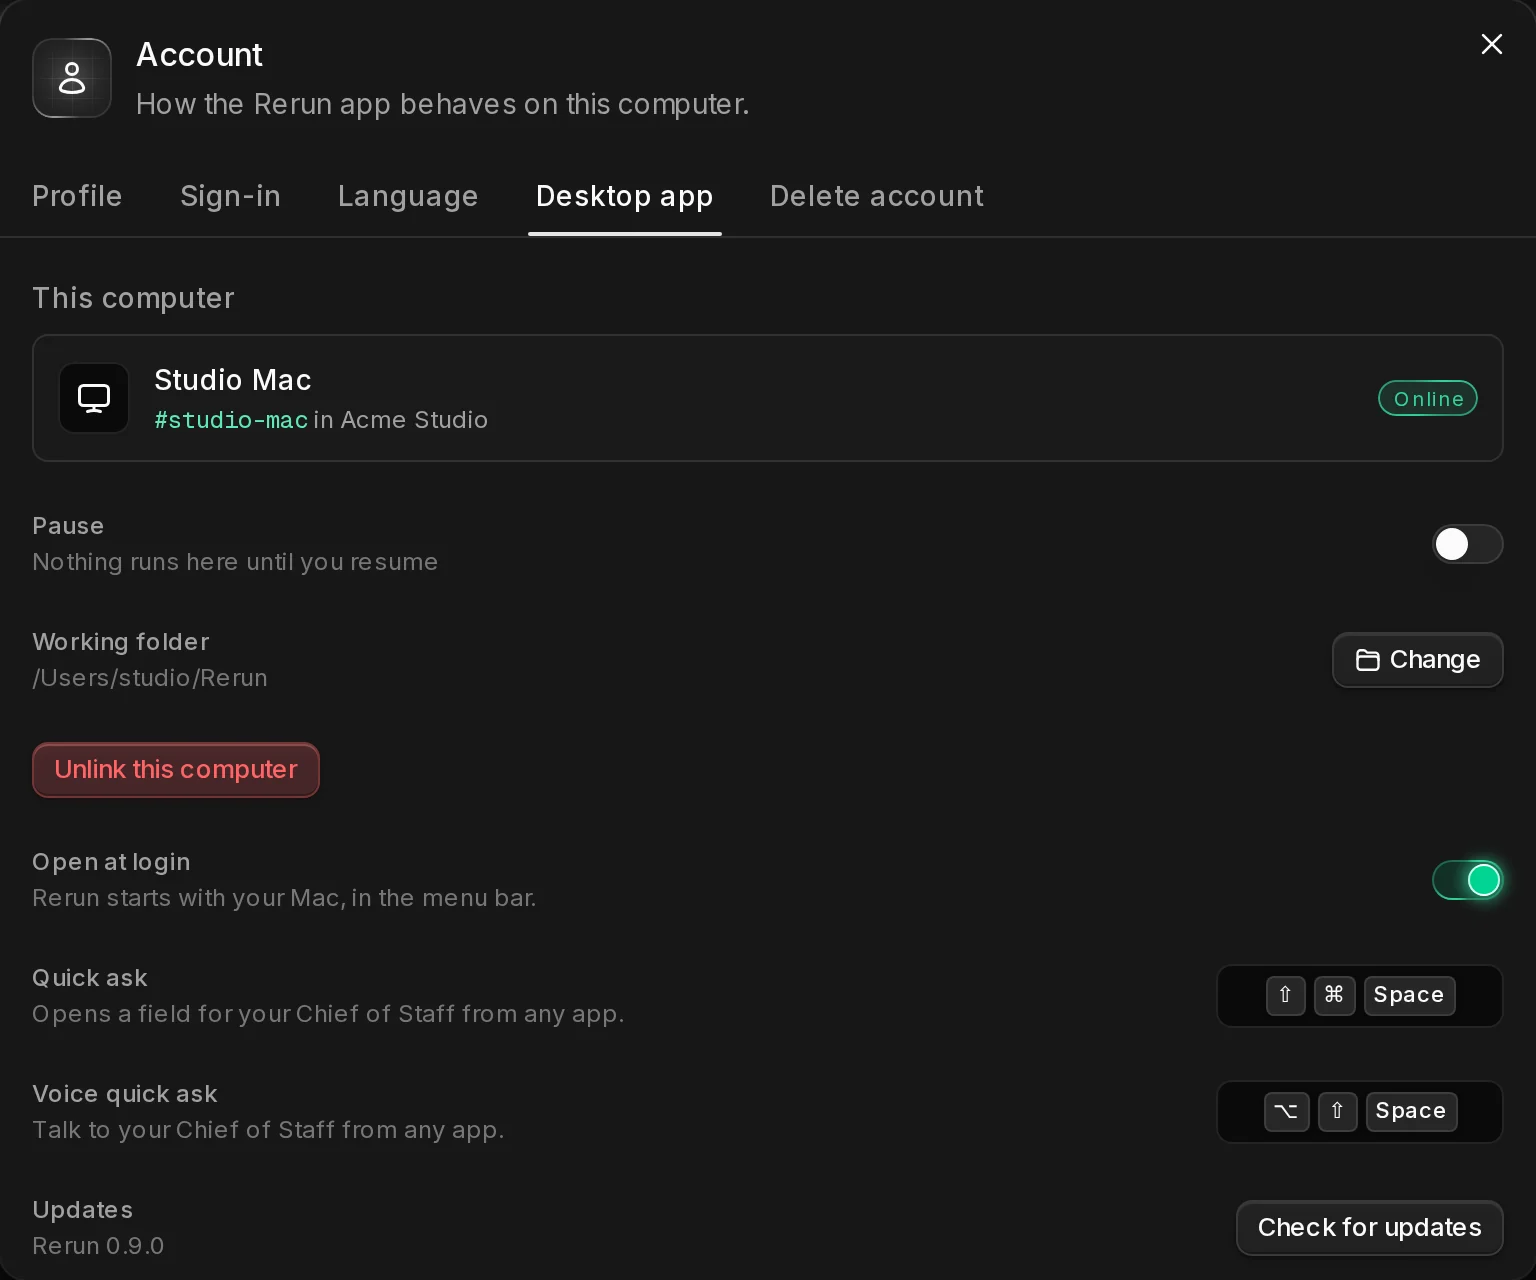 Account
How the Rerun app behaves on this computer.
Profile Sign-in Language Desktop app Delete account
This computer
Studio Mac
#studio-mac in Acme Studio
Online
Pause
Nothing runs here until you resume
Working folder
/Users/studio/Rerun
Change
Unlink this computer
Open at login
Rerun starts with your Mac, in the menu bar.
Quick ask
Opens a field for your Chief of Staff from any app.
⇧ ⌘ Space
Voice quick ask
Talk to your Chief of Staff from any app.
⌥ ⇧ Space
Updates
Rerun 0.9.0
Check for updates